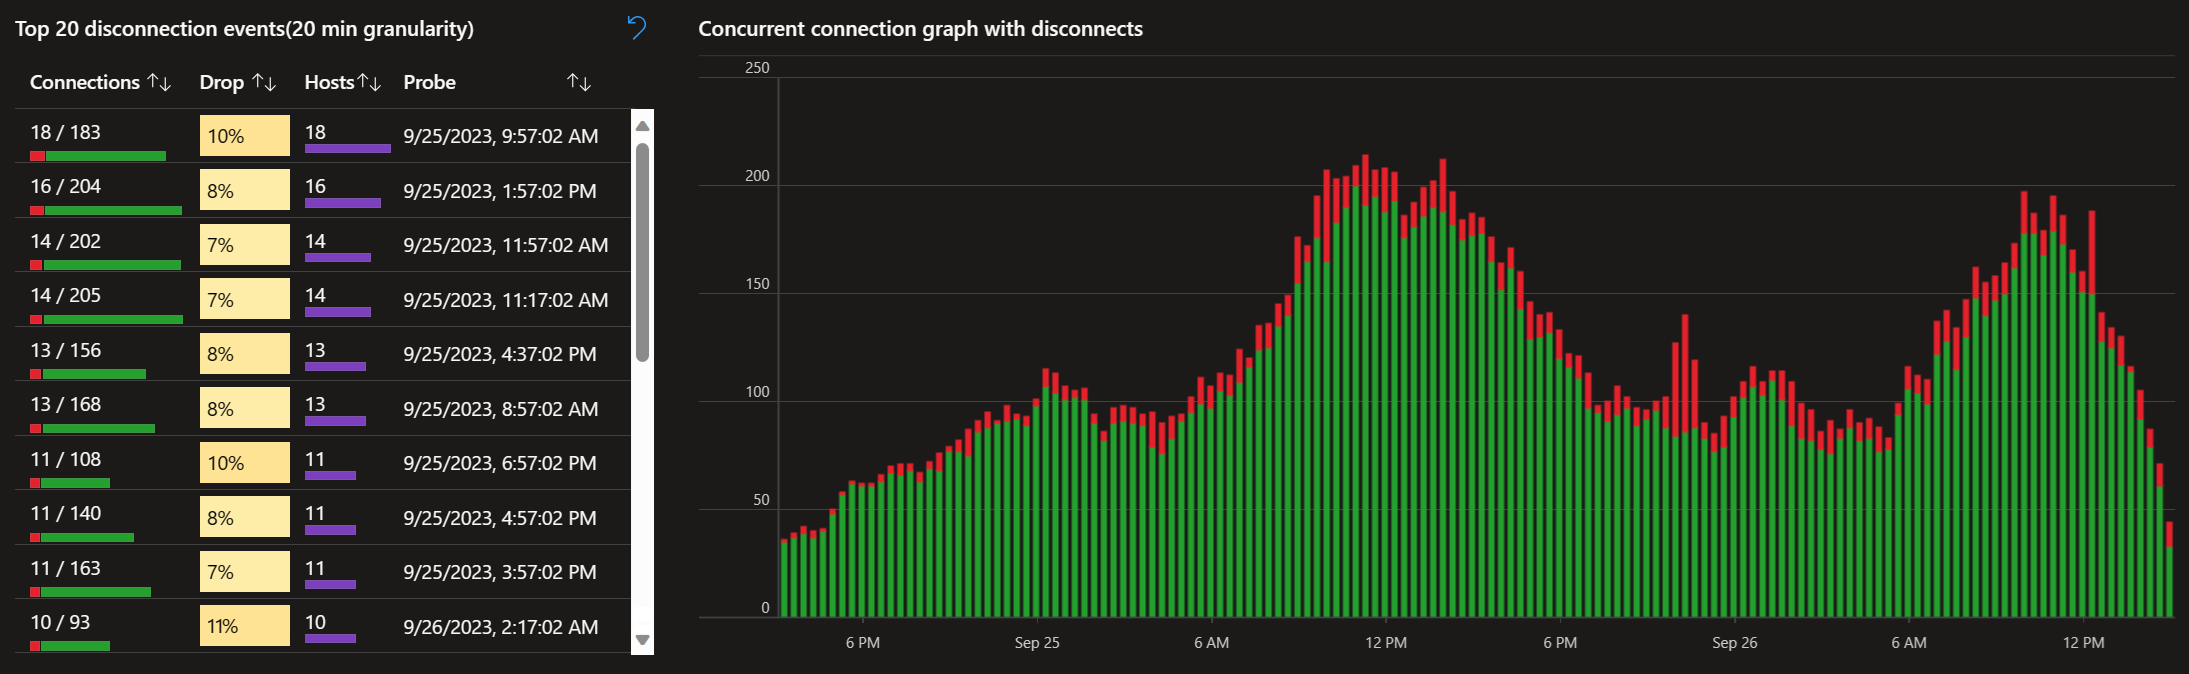 Top 20 disconnection events(20 min granularity)
Connections Drop Hosts Probe
18 / 183 10% 18 9/25/2023, 9:57:02 AM
16 / 204 8% 16 9/25/2023, 1:57:02 PM
14 / 202 7% 14 9/25/2023, 11:57:02 AM
14 / 205 7% 14 9/25/2023, 11:17:02 AM
13 / 156 8% 13 9/25/2023, 4:37:02 PM
13 / 168 8% 13 9/25/2023, 8:57:02 AM
11 / 108 10% 11 9/25/2023, 6:57:02 PM
11 / 140 8% 11 9/25/2023, 4:57:02 PM
11 / 163 7% 11 9/25/2023, 3:57:02 PM
10 / 93 11% 10 9/26/2023, 2:17:02 AM
Concurrent connection graph with disconnects
250
200
150
100
50
0
6 PM Sep 25 6 AM 12 PM 6 PM Sep 26 6 AM 12 PM